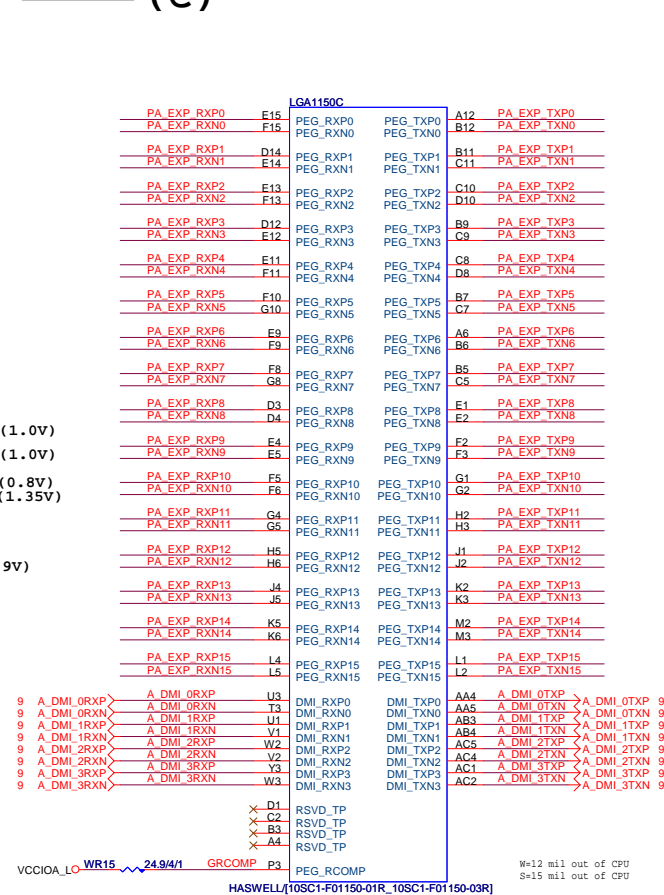 (C)
LGA1150C
PA_EXP_RXP0 E15 PEG_RXP0 PEG_TXP0 A12 PA_EXP_TXP0
PA_EXP_RXN0 F15 PEG_RXN0 PEG_TXN0 B12 PA_EXP_TXN0
PA_EXP_RXP1 D14 PEG_RXP1 PEG_TXP1 B11 PA_EXP_TXP1
PA_EXP_RXN1 E14 PEG_RXN1 PEG_TXN1 C11 PA_EXP_TXN1
PA_EXP_RXP2 E13 PEG_RXP2 PEG_TXP2 C10 PA_EXP_TXP2
PA_EXP_RXN2 F13 PEG_RXN2 PEG_TXN2 D10 PA_EXP_TXN2
PA_EXP_RXP3 D12 PEG_RXP3 PEG_TXP3 B9 PA_EXP_TXP3
PA_EXP_RXN3 E12 PEG_RXN3 PEG_TXN3 C9 PA_EXP_TXN3
PA_EXP_RXP4 E11 PEG_RXP4 PEG_TXP4 C8 PA_EXP_TXP4
PA_EXP_RXN4 F11 PEG_RXN4 PEG_TXN4 D8 PA_EXP_TXN4
PA_EXP_RXP5 F10 PEG_RXP5 PEG_TXP5 B7 PA_EXP_TXP5
PA_EXP_RXN5 G10 PEG_RXN5 PEG_TXN5 C7 PA_EXP_TXN5
PA_EXP_RXP6 E9 PEG_RXP6 PEG_TXP6 A6 PA_EXP_TXP6
PA_EXP_RXN6 F9 PEG_RXN6 PEG_TXN6 B6 PA_EXP_TXN6
PA_EXP_RXP7 F8 PEG_RXP7 PEG_TXP7 B5 PA_EXP_TXP7
PA_EXP_RXN7 G8 PEG_RXN7 PEG_TXN7 C5 PA_EXP_TXN7
PA_EXP_RXP8 D3 PEG_RXP8 PEG_TXP8 E1 PA_EXP_TXP8
PA_EXP_RXN8 D4 PEG_RXN8 PEG_TXN8 E2 PA_EXP_TXN8
(1.0V)
PA_EXP_RXP9 E4 PEG_RXP9 PEG_TXP9 F2 PA_EXP_TXP9
(1.0V) PA_EXP_RXN9 E5 PEG_RXN9 PEG_TXN9 F3 PA_EXP_TXN9
(0.8V) PA_EXP_RXP10 F5 PEG_RXP10 PEG_TXP10 G1 PA_EXP_TXP10
(1.35V) PA_EXP_RXN10 F6 PEG_RXN10 PEG_TXN10 G2 PA_EXP_TXN10
PA_EXP_RXP11 G4 PEG_RXP11 PEG_TXP11 H2 PA_EXP_TXP11
PA_EXP_RXN11 G5 PEG_RXN11 PEG_TXN11 H3 PA_EXP_TXN11
PA_EXP_RXP12 H5 PEG_RXP12 PEG_TXP12 J1 PA_EXP_TXP12
9V) PA_EXP_RXN12 H6 PEG_RXN12 PEG_TXN12 J2 PA_EXP_TXN12
PA_EXP_RXP13 J4 PEG_RXP13 PEG_TXP13 K2 PA_EXP_TXP13
PA_EXP_RXN13 J5 PEG_RXN13 PEG_TXN13 K3 PA_EXP_TXN13
PA_EXP_RXP14 K5 PEG_RXP14 PEG_TXP14 M2 PA_EXP_TXP14
PA_EXP_RXN14 K6 PEG_RXN14 PEG_TXN14 M3 PA_EXP_TXN14
PA_EXP_RXP15 L4 PEG_RXP15 PEG_TXP15 L1 PA_EXP_TXP15
PA_EXP_RXN15 L5 PEG_RXN15 PEG_TXN15 L2 PA_EXP_TXN15
9 A_DMI_0RXP A_DMI_0RXP U3 DMI_RXP0 DMI_TXP0 AA4 A_DMI_0TXP A_DMI_0TXP 9
9 A_DMI_0RXN A_DMI_0RXN T3 DMI_RXN0 DMI_TXN0 AA5 A_DMI_0TXN A_DMI_0TXN 9
9 A_DMI_1RXP A_DMI_1RXP U1 DMI_RXP1 DMI_TXP1 AB3 A_DMI_1TXP A_DMI_1TXP 9
9 A_DMI_1RXN A_DMI_1RXN V1 DMI_RXN1 DMI_TXN1 AB4 A_DMI_1TXN A_DMI_1TXN 9
9 A_DMI_2RXP A_DMI_2RXP W2 DMI_RXP2 DMI_TXP2 AC5 A_DMI_2TXP A_DMI_2TXP 9
9 A_DMI_2RXN A_DMI_2RXN V2 DMI_RXN2 DMI_TXN2 AC4 A_DMI_2TXN A_DMI_2TXN 9
9 A_DMI_3RXP A_DMI_3RXP Y3 DMI_RXP3 DMI_TXP3 AC1 A_DMI_3TXP A_DMI_3TXP 9
9 A_DMI_3RXN A_DMI_3RXN W3 DMI_RXN3 DMI_TXN3 AC2 A_DMI_3TXN A_DMI_3TXN 9
D1 RSVD_TP
C2 RSVD_TP
B3 RSVD_TP
A4 RSVD_TP
VCCIOA_L WR15 24.9/4/1 GRCOMP P3 PEG_RCOMP W=12 mil out of CPU
S=15 mil out of CPU
HASWELL/[10SC1-F01150-01R_10SC1-F01150-03R]